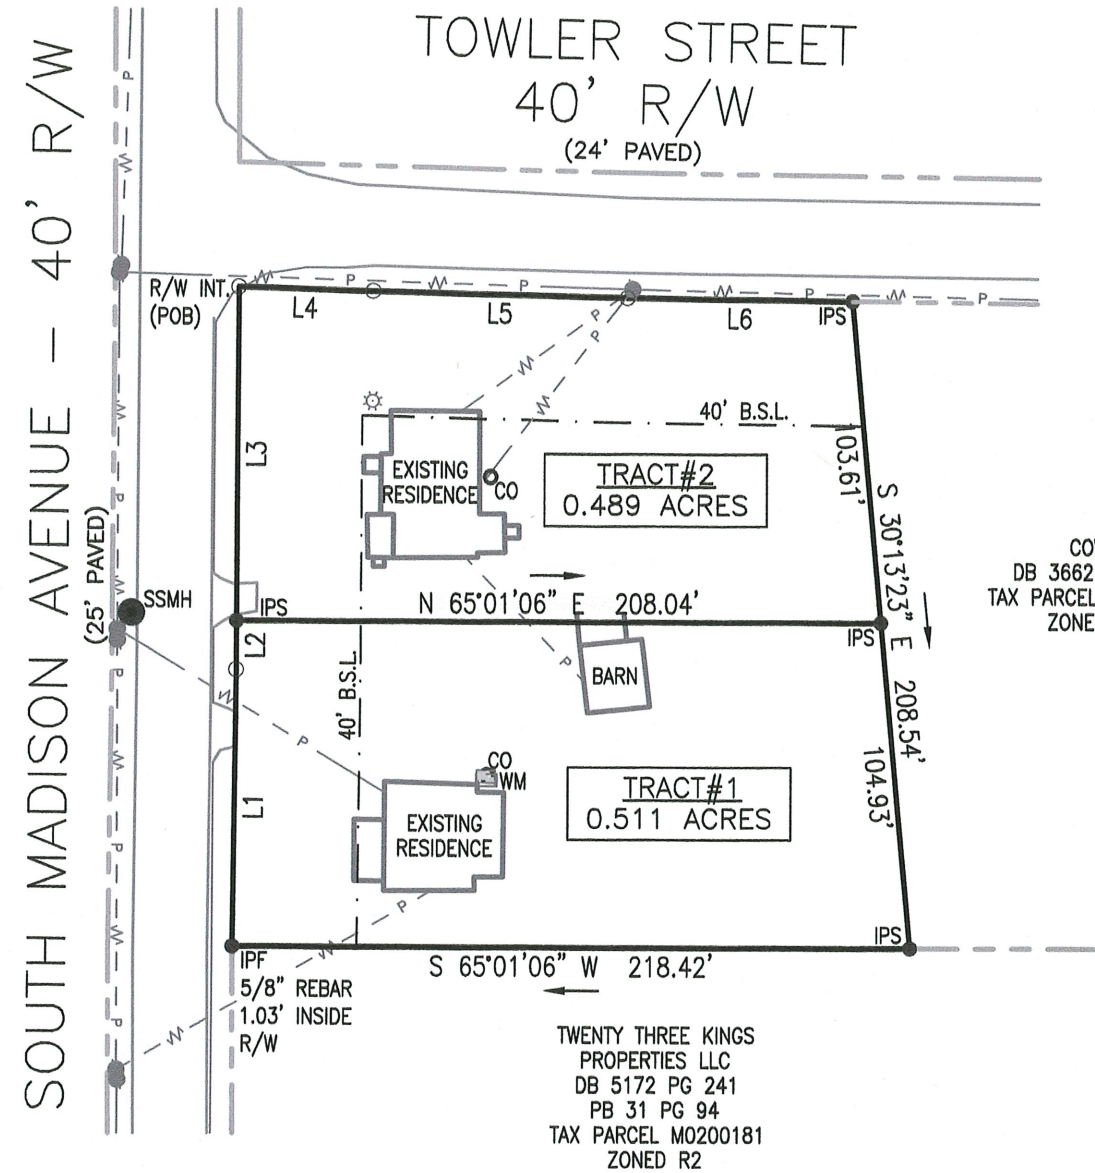 TOWLER STREET
40' R/W
(24' PAVED)
SOUTH MADISON AVENUE - 40' R/W
(25' PAVED)
R/W INT.
(POB)
L4
L5
L6
IPS
P
P
P
P
P
40' B.S.L.
L3
EXISTING
RESIDENCE
CO
TRACT#2
0.489 ACRES
103.61'
S 30°13'23" E 208.54'
SSMH
IPS
N 65°01'06" E 208.04'
IPS
L2
P
BARN
40' B.S.L.
P
CO
WM
L1
EXISTING
RESIDENCE
TRACT#1
0.511 ACRES
104.93'
P
IPS
IPF
5/8" REBAR
1.03' INSIDE
R/W
S 65°01'06" W 218.42'
TWENTY THREE KINGS
PROPERTIES LLC
DB 5172 PG 241
PB 31 PG 94
TAX PARCEL M0200181
ZONED R2
DB 3662
TAX PARCEL
P
P
P
P
P